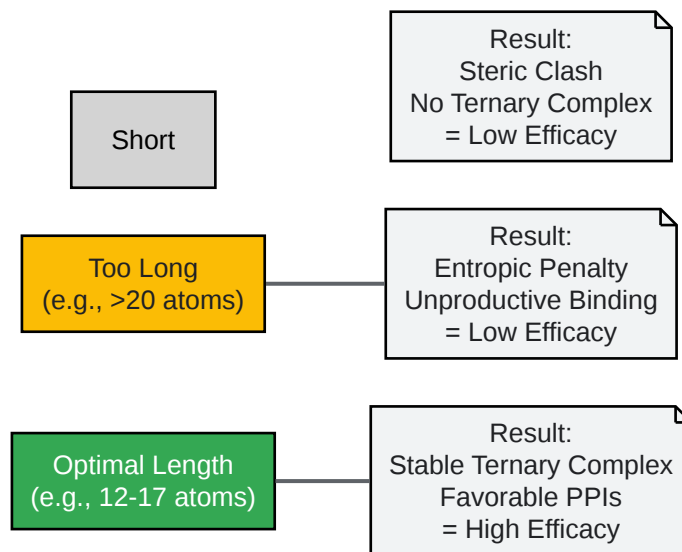 Result:
Steric Clash
No Ternary Complex
= Low Efficacy
Short
Too Long
(e.g., >20 atoms)
Result:
Entropic Penalty
Unproductive Binding
= Low Efficacy
Optimal Length
(e.g., 12-17 atoms)
Result:
Stable Ternary Complex
Favorable PPIs
= High Efficacy